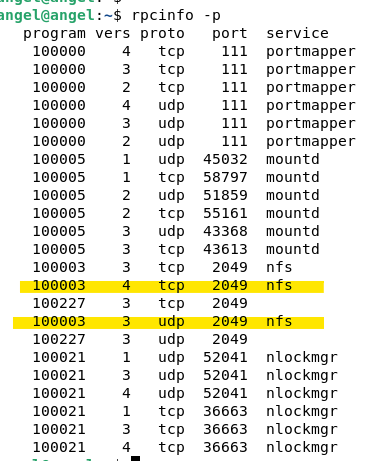 angel@angel:~$ rpcinfo -p
program vers proto port service
100000 4 tcp 111 portmapper
100000 3 tcp 111 portmapper
100000 2 tcp 111 portmapper
100000 4 udp 111 portmapper
100000 3 udp 111 portmapper
100000 2 udp 111 portmapper
100005 1 udp 45032 mountd
100005 1 tcp 58797 mountd
100005 2 udp 51859 mountd
100005 2 tcp 55161 mountd
100005 3 udp 43368 mountd
100005 3 tcp 43613 mountd
100003 3 tcp 2049 nfs
100003 4 tcp 2049 nfs
100227 3 tcp 2049
100003 3 udp 2049 nfs
100227 3 udp 2049
100021 1 udp 52041 nlockmgr
100021 3 udp 52041 nlockmgr
100021 4 udp 52041 nlockmgr
100021 1 tcp 36663 nlockmgr
100021 3 tcp 36663 nlockmgr
100021 4 tcp 36663 nlockmgr